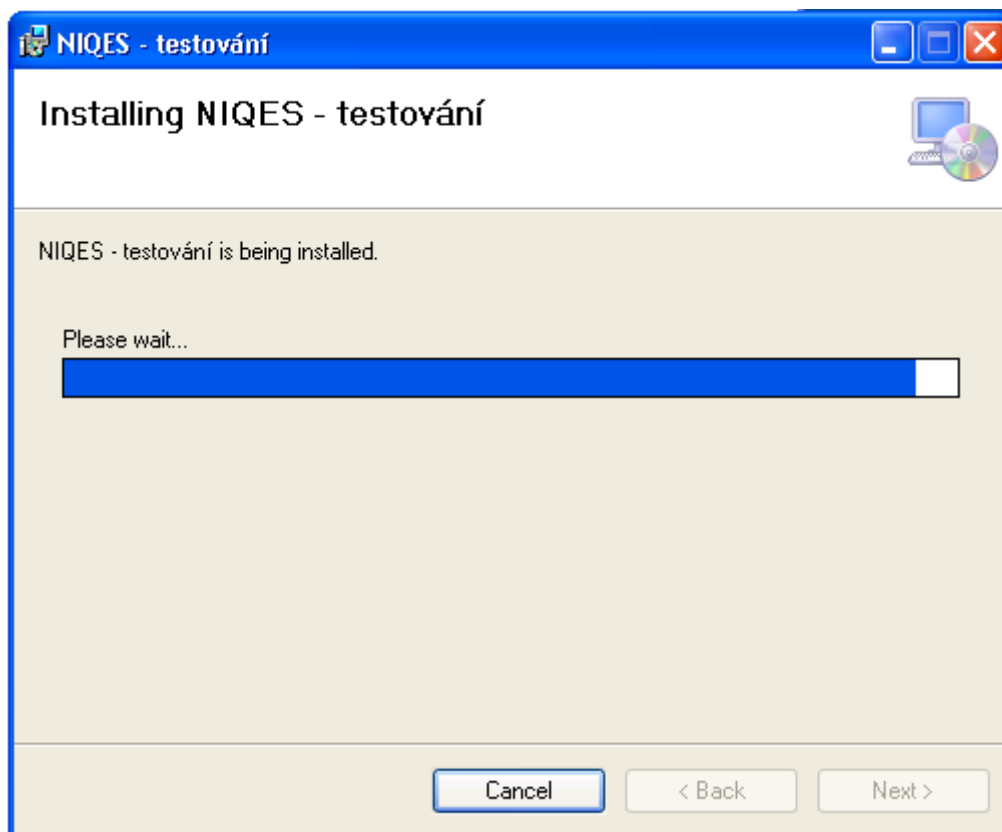 NIQES - testování
Installing NIQES - testování
NIQES - testování is being installed.
Please wait...
Cancel
< Back
Next >